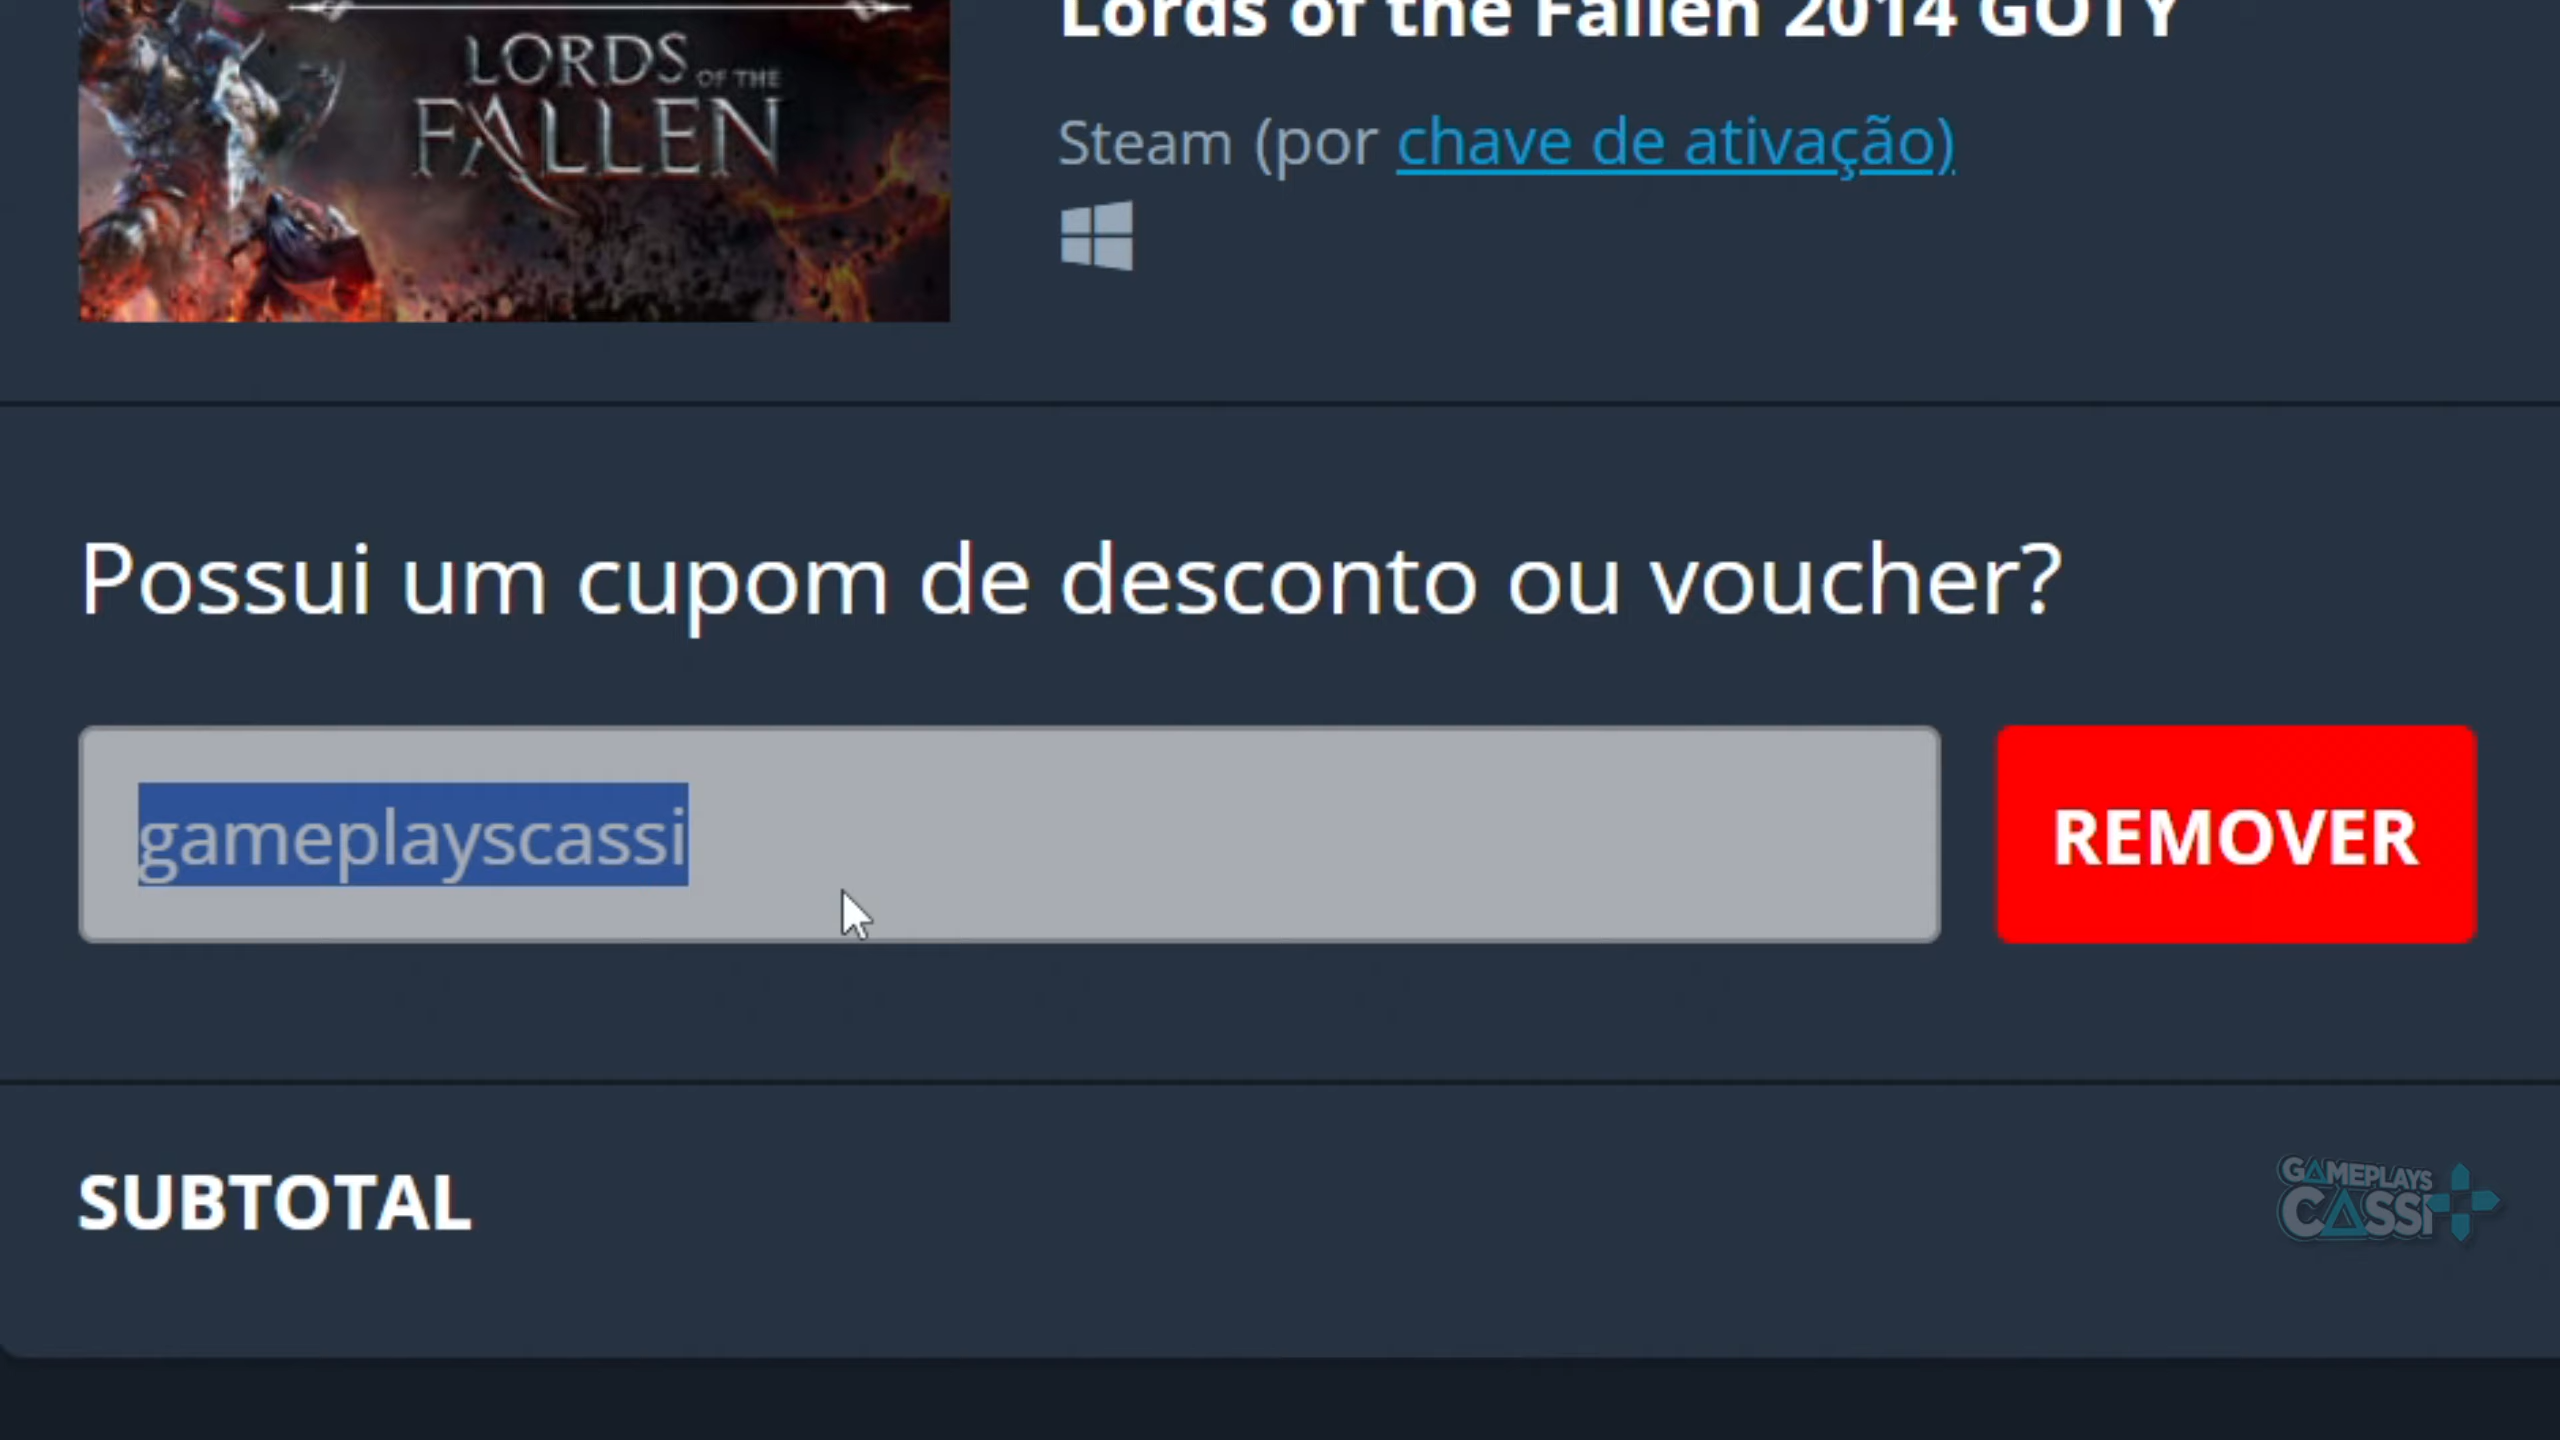 Lords of the Fallen 2014 GOTY
LORDS OF THE
FALLEN
Steam (por chave de ativação)
Possui um cupom de desconto ou voucher?
gameplayscassi
REMOVER
SUBTOTAL
GAMEPLAYS
CASSI